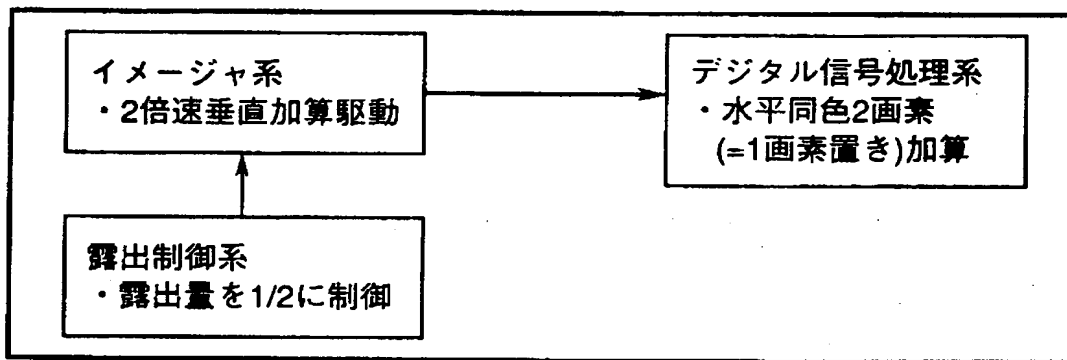 イメージャ系
・2倍速垂直加算駆動
デジタル信号処理系
・水平同色2画素
(=1画素置き)加算
露出制御系
・露出量を1/2に制御